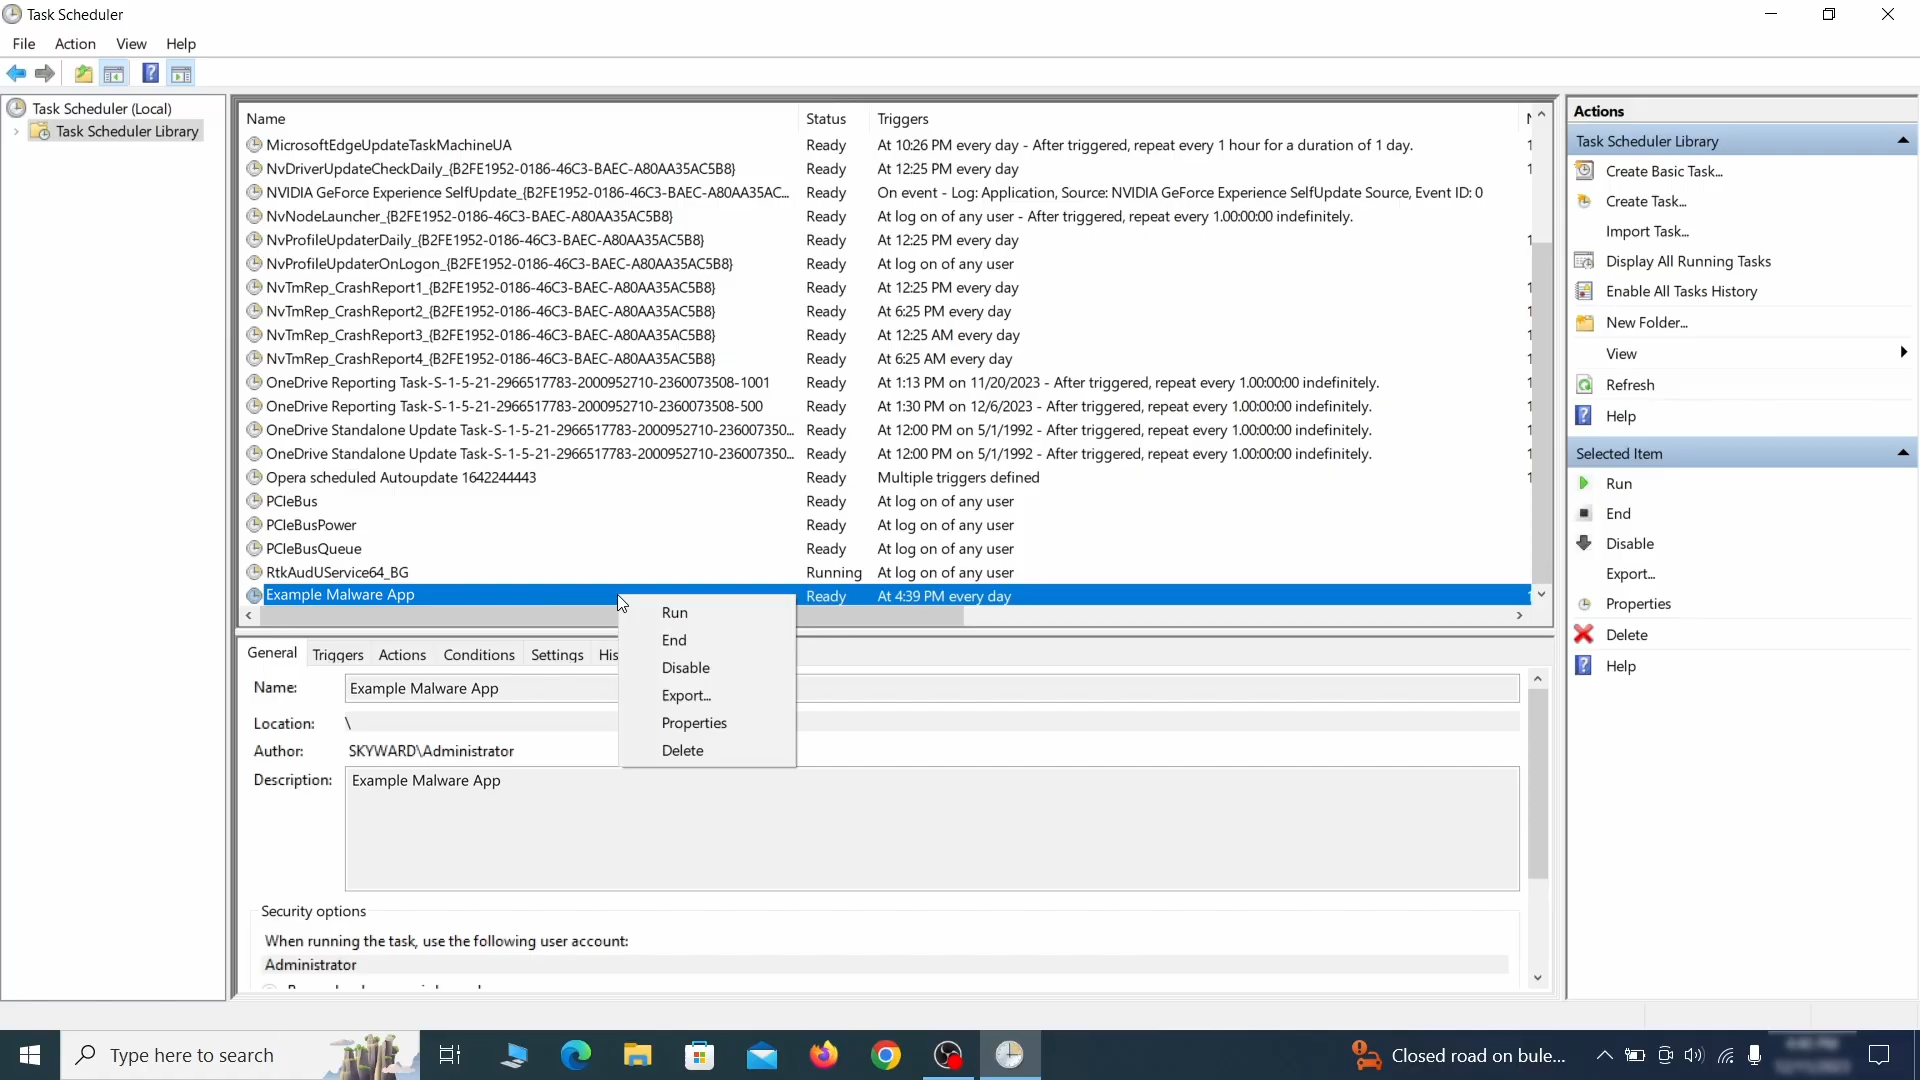 Task Scheduler
File Action View Help
Task Scheduler (Local)
Task Scheduler Library
Name Status Triggers
MicrosoftEdgeUpdateTaskMachineUA Ready At 10:26 PM every day - After triggered, repeat every 1 hour for a duration of 1 day.
NvDriverUpdateCheckDaily_{B2FE1952-0186-46C3-BAEC-A80AA35AC5B8} Ready At 12:25 PM every day
NVIDIA GeForce Experience SelfUpdate_{B2FE1952-0186-46C3-BAEC-A80AA35AC... Ready On event - Log: Application, Source: NVIDIA GeForce Experience SelfUpdate Source, Event ID: 0
NvNodeLauncher_{B2FE1952-0186-46C3-BAEC-A80AA35AC5B8} Ready At log on of any user - After triggered, repeat every 1.00:00:00 indefinitely.
NvProfileUpdaterDaily_{B2FE1952-0186-46C3-BAEC-A80AA35AC5B8} Ready At 12:25 PM every day
NvProfileUpdaterOnLogon_{B2FE1952-0186-46C3-BAEC-A80AA35AC5B8} Ready At log on of any user
NvTmRep_CrashReport1_{B2FE1952-0186-46C3-BAEC-A80AA35AC5B8} Ready At 12:25 PM every day
NvTmRep_CrashReport2_{B2FE1952-0186-46C3-BAEC-A80AA35AC5B8} Ready At 6:25 PM every day
NvTmRep_CrashReport3_{B2FE1952-0186-46C3-BAEC-A80AA35AC5B8} Ready At 12:25 AM every day
NvTmRep_CrashReport4_{B2FE1952-0186-46C3-BAEC-A80AA35AC5B8} Ready At 6:25 AM every day
OneDrive Reporting Task-S-1-5-21-2966517783-2000952710-2360073508-1001 Ready At 1:13 PM on 11/20/2023 - After triggered, repeat every 1.00:00:00 indefinitely.
OneDrive Reporting Task-S-1-5-21-2966517783-2000952710-2360073508-500 Ready At 1:30 PM on 12/6/2023 - After triggered, repeat every 1.00:00:00 indefinitely.
OneDrive Standalone Update Task-S-1-5-21-2966517783-2000952710-236007350... Ready At 12:00 PM on 5/1/1992 - After triggered, repeat every 1.00:00:00 indefinitely.
OneDrive Standalone Update Task-S-1-5-21-2966517783-2000952710-236007350... Ready At 12:00 PM on 5/1/1992 - After triggered, repeat every 1.00:00:00 indefinitely.
Opera scheduled Autoupdate 1642244443 Ready Multiple triggers defined
PCIeBus Ready At log on of any user
PCIeBusPower Ready At log on of any user
PCIeBusQueue Ready At log on of any user
RtkAudUService64_BG Running At log on of any user
Example Malware App Ready At 4:39 PM every day
Run
End
Disable
Export...
Properties
Delete
General Triggers Actions Conditions Settings His
Name: Example Malware App
Location: \
Author: SKYWARD\Administrator
Description: Example Malware App
Security options
When running the task, use the following user account:
Administrator
Actions
Task Scheduler Library
Create Basic Task...
Create Task...
Import Task...
Display All Running Tasks
Enable All Tasks History
New Folder...
View
Refresh
Help
Selected Item
Run
End
Disable
Export...
Properties
Delete
Help
Type here to search
Closed road on bule...